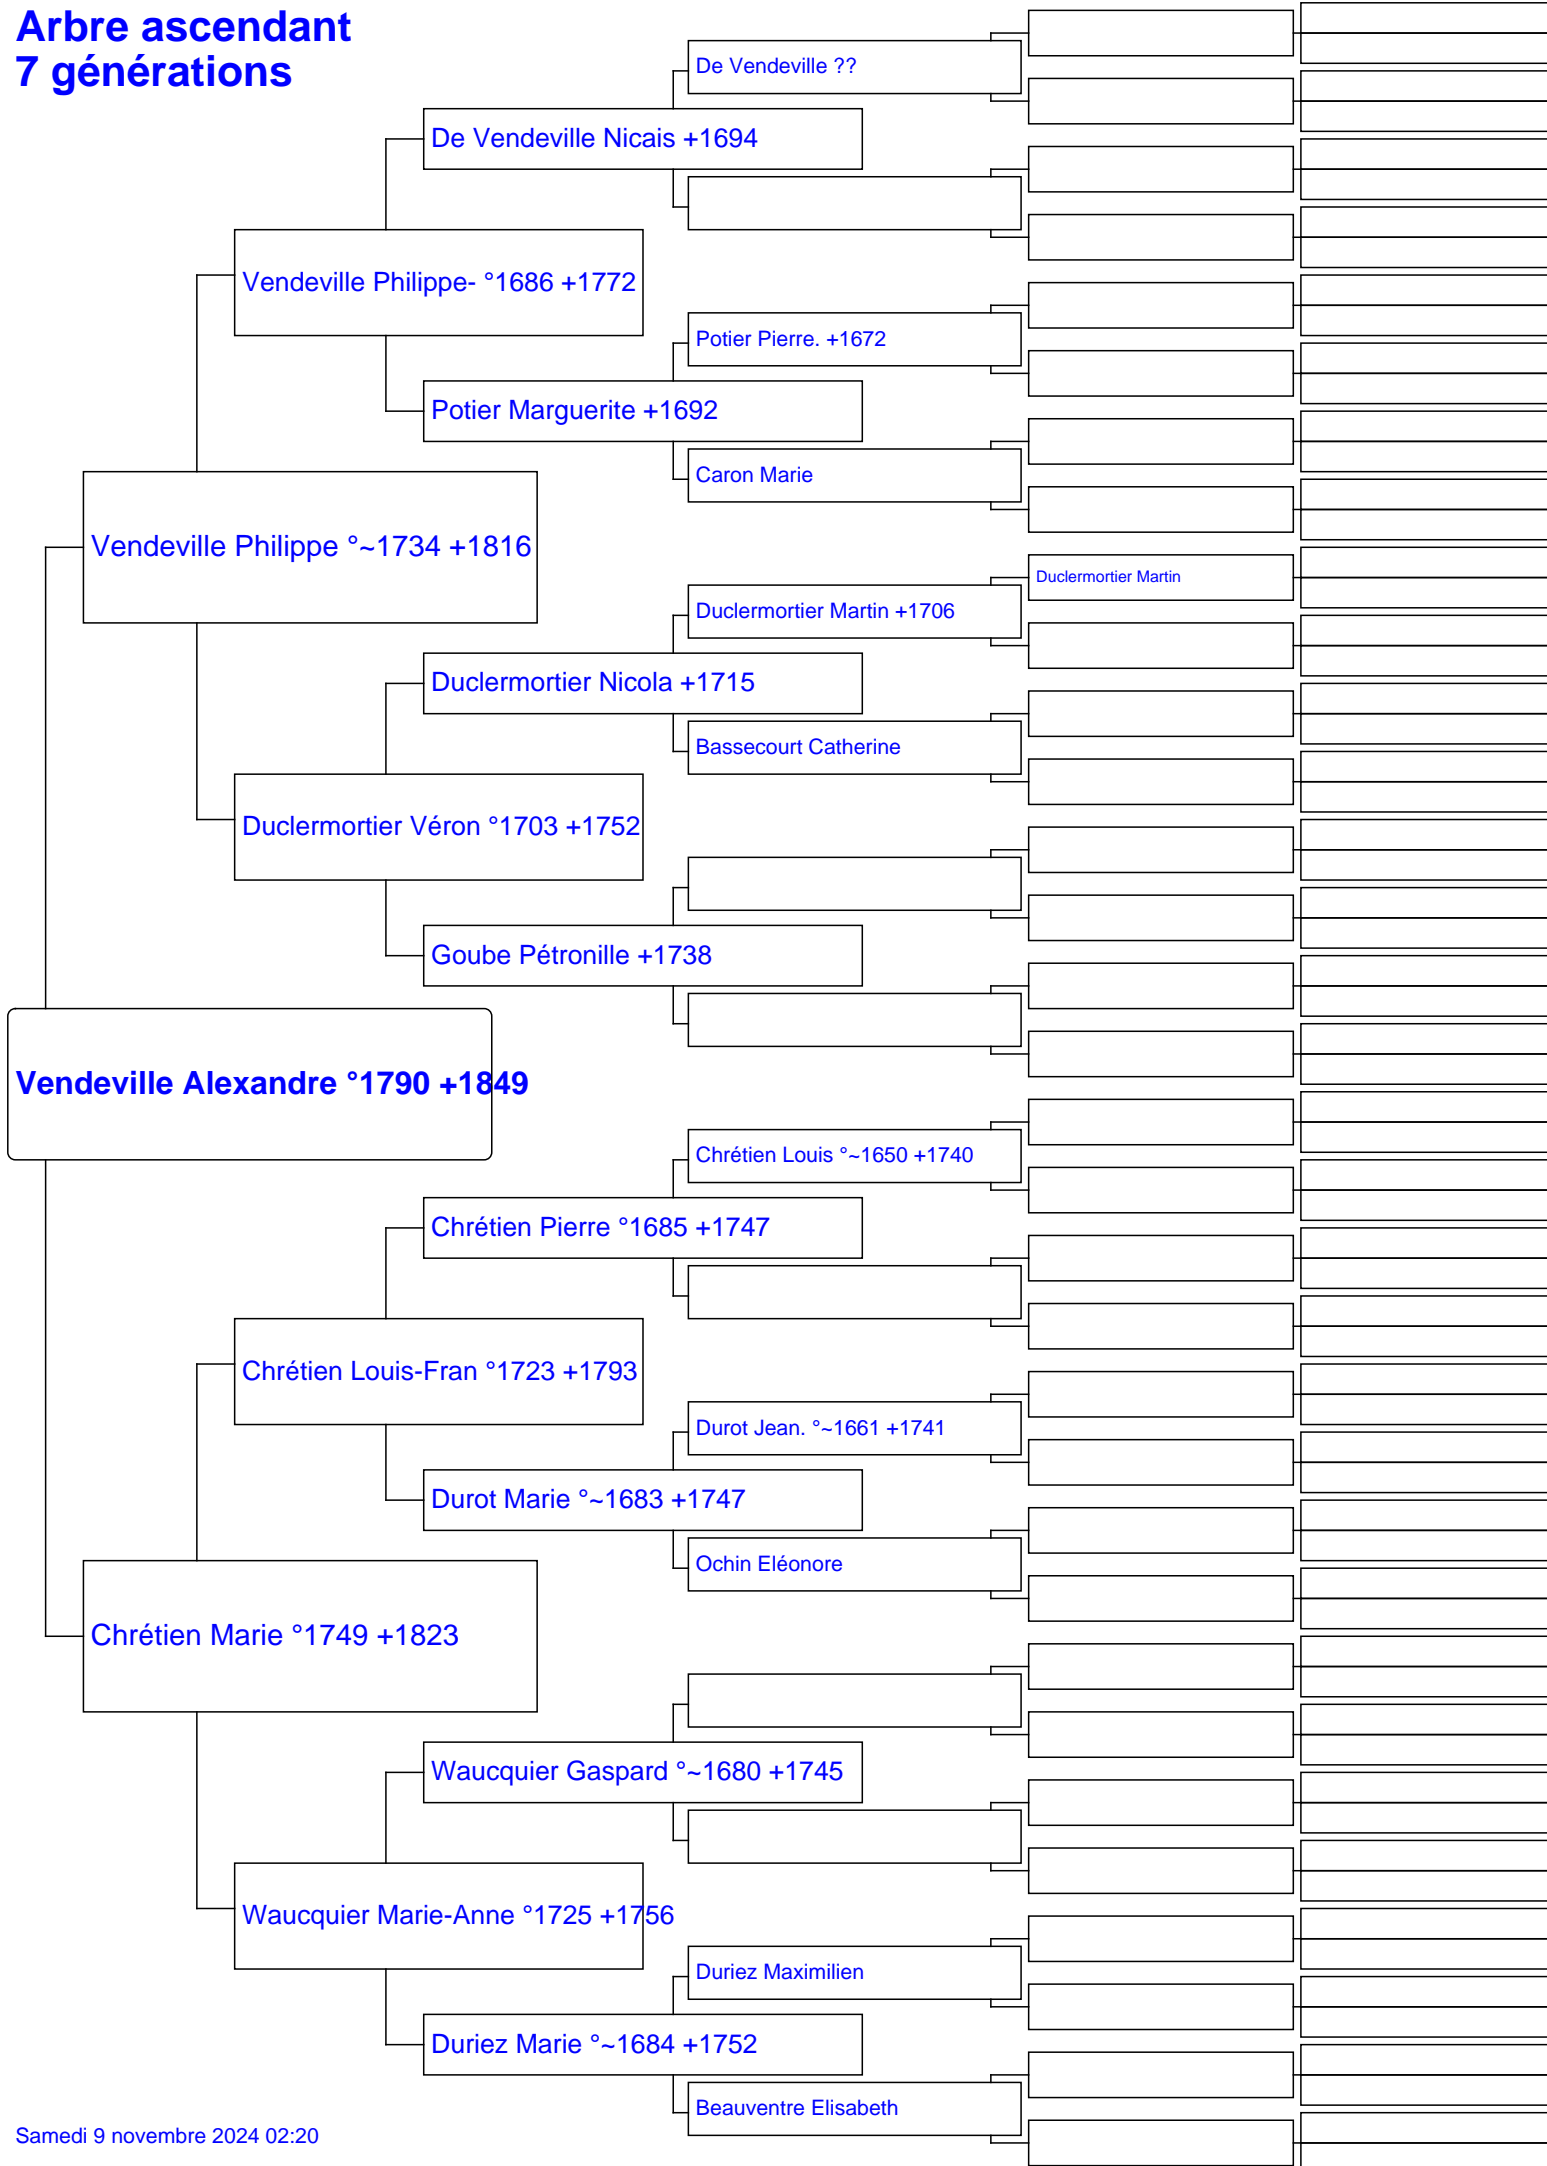 Arbre ascendant
7 générations
De Vendeville ??
De Vendeville Nicais +1694
Vendeville Philippe- °1686 +1772
Potier Pierre. +1672
Potier Marguerite +1692
Caron Marie
Vendeville Philippe °~1734 +1816
Duclermortier Martin
Duclermortier Martin +1706
Duclermortier Nicola +1715
Bassecourt Catherine
Duclermortier Véron °1703 +1752
Goube Pétronille +1738
Vendeville Alexandre °1790 +1849
Chrétien Louis °~1650 +1740
Chrétien Pierre °1685 +1747
Chrétien Louis-Fran °1723 +1793
Durot Jean. °~1661 +1741
Durot Marie °~1683 +1747
Ochin Eléonore
Chrétien Marie °1749 +1823
Waucquier Gaspard °~1680 +1745
Waucquier Marie-Anne °1725 +1756
Duriez Maximilien
Duriez Marie °~1684 +1752
Beauventre Elisabeth
Samedi 9 novembre 2024 02:20